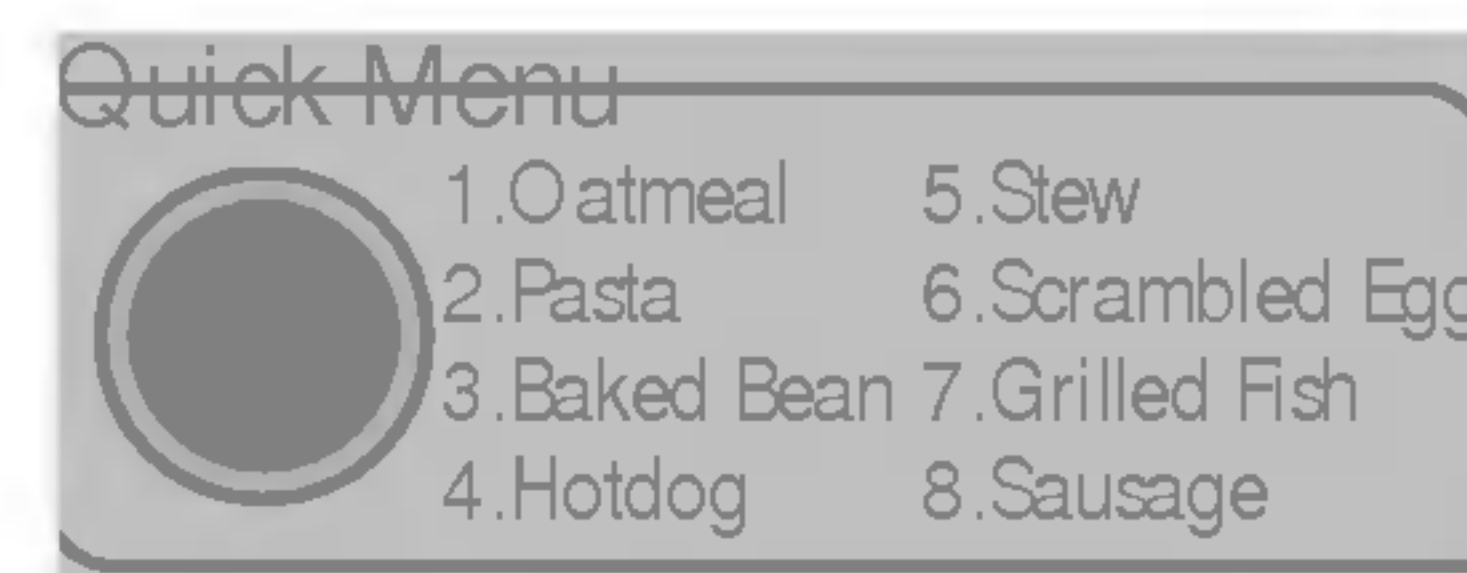 Quick Menu
1.Oatmeal
2.Pasta
3.Baked Bean
4.Hotdog
5.Stew
6.Scrambled
7.Grilled Fish
8.Sausage